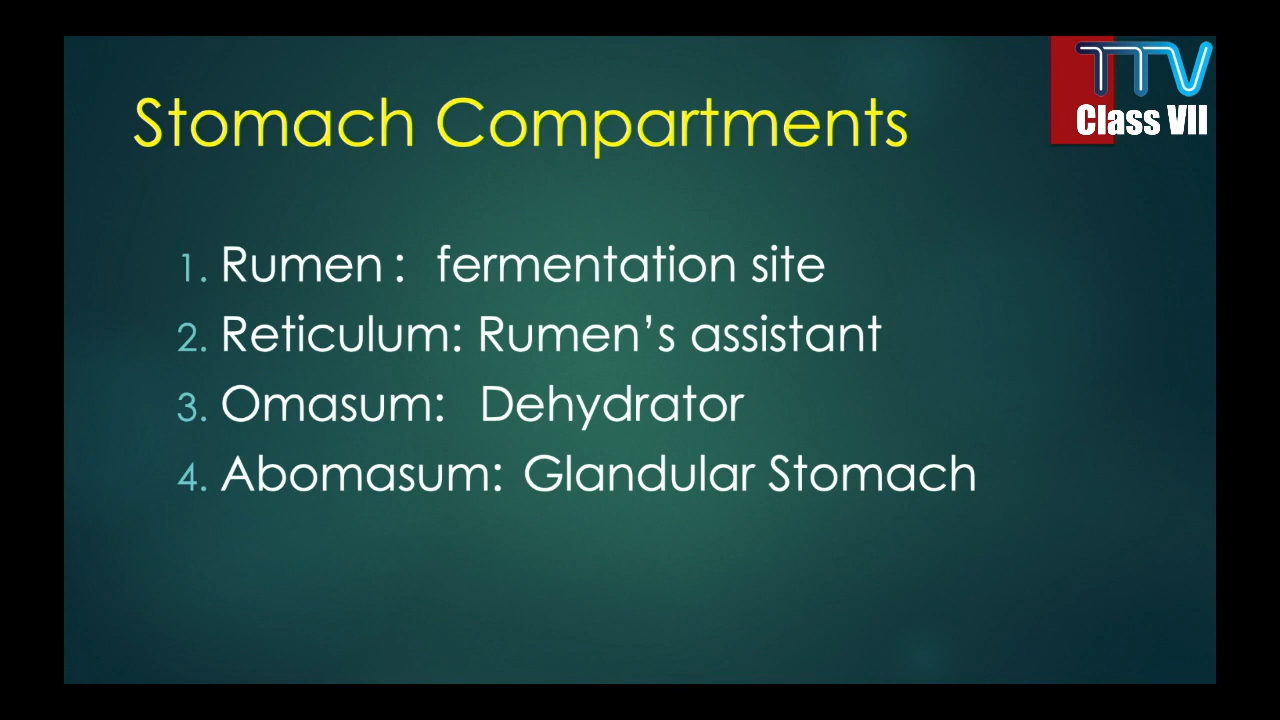 TTV
Class VII
Stomach Compartments
1. Rumen : fermentation site
2. Reticulum: Rumen’s assistant
3. Omasum: Dehydrator
4. Abomasum: Glandular Stomach